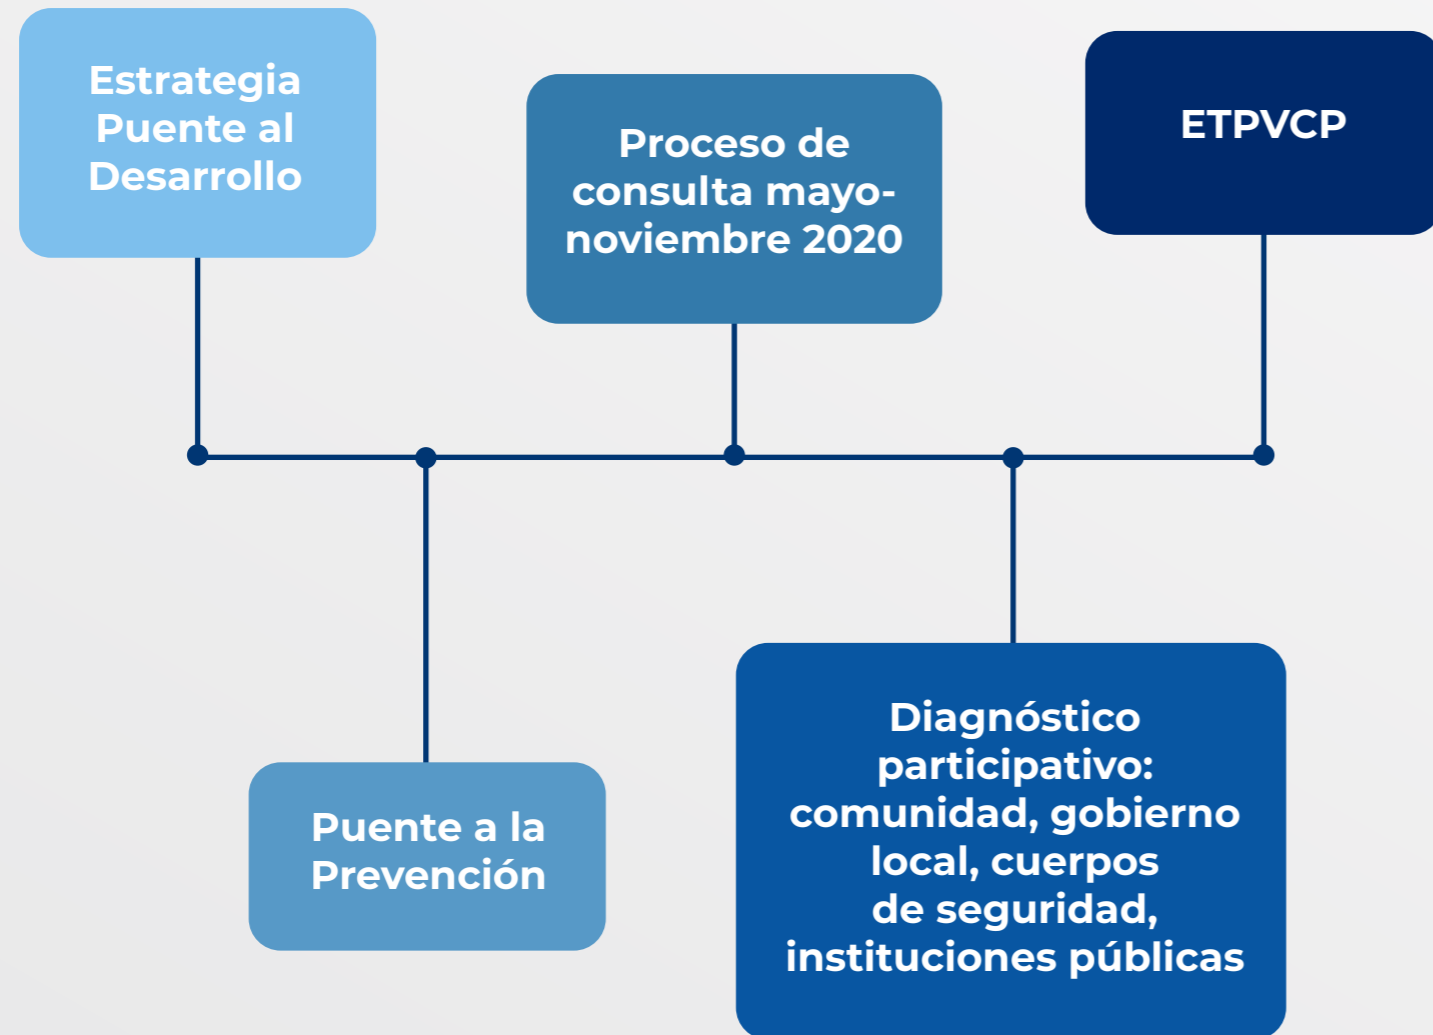 Estrategia
Puente al
Desarrollo
Puente a la
Prevención
Proceso de
consulta mayo-
noviembre 2020
Diagnóstico
participativo:
comunidad, gobierno
local, cuerpos
de seguridad,
instituciones públicas
ETPVCP